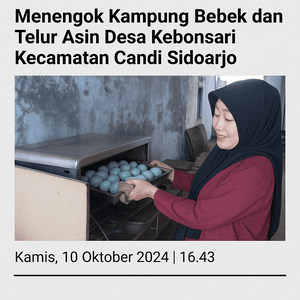 Menengok Kampung Bebek dan
Telur Asin Desa Kebonsari
Kecamatan Candi Sidoarjo
Kamis, 10 Oktober 2024 | 16.43